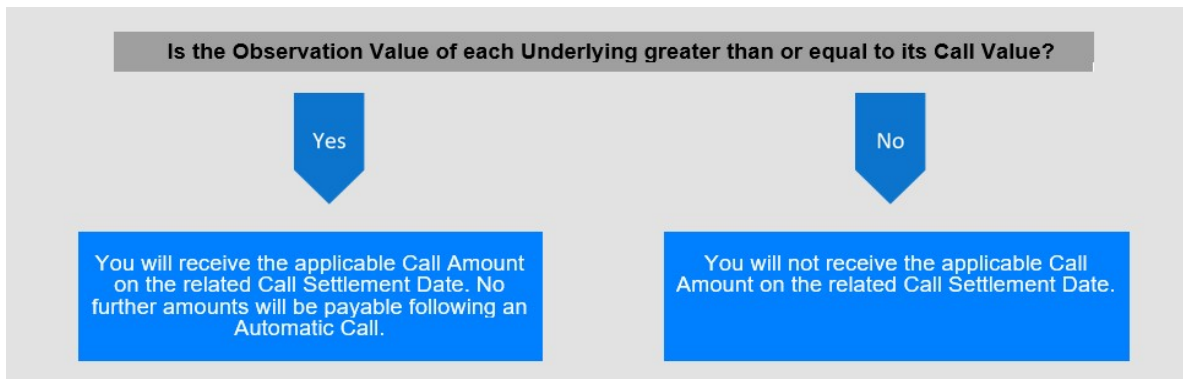 Is the Observation Value of each Underlying greater than or equal to its Call Value?
Yes
No
You will receive the applicable Call Amount
on the related Call Settlement Date. No
further amounts will be payable following an
Automatic Call.
You will not receive the applicable Call
Amount on the related Call Settlement Date.